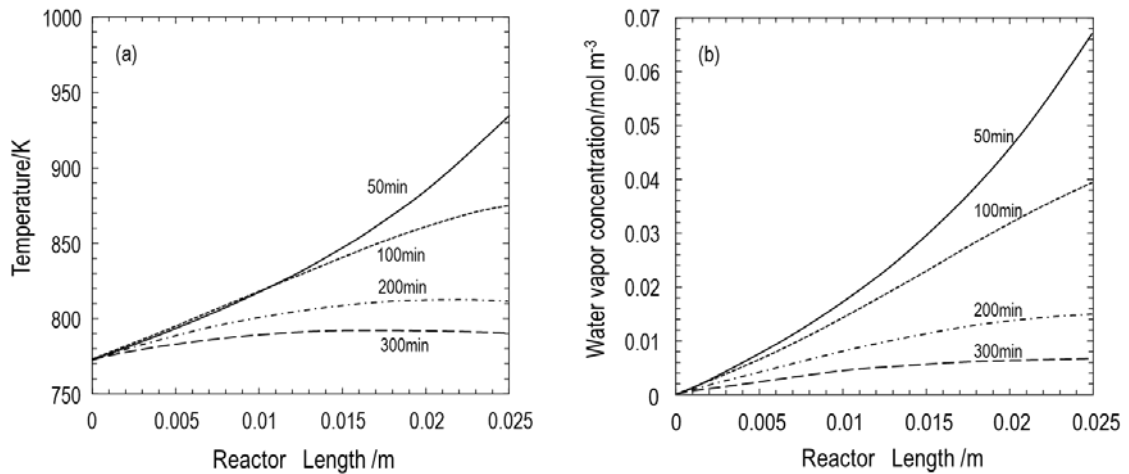 (a)
Temperature/K
1000
950
900
850
800
750
50min
100min
200min
300min
0
0.005
0.01
0.015
0.02
0.025
Reactor Length /m
(b)
Water vapor concentration/mol m⁻³
0.07
0.06
0.05
0.04
0.03
0.02
0.01
0
50min
100min
200min
300min
0
0.005
0.01
0.015
0.02
0.025
Reactor Length /m